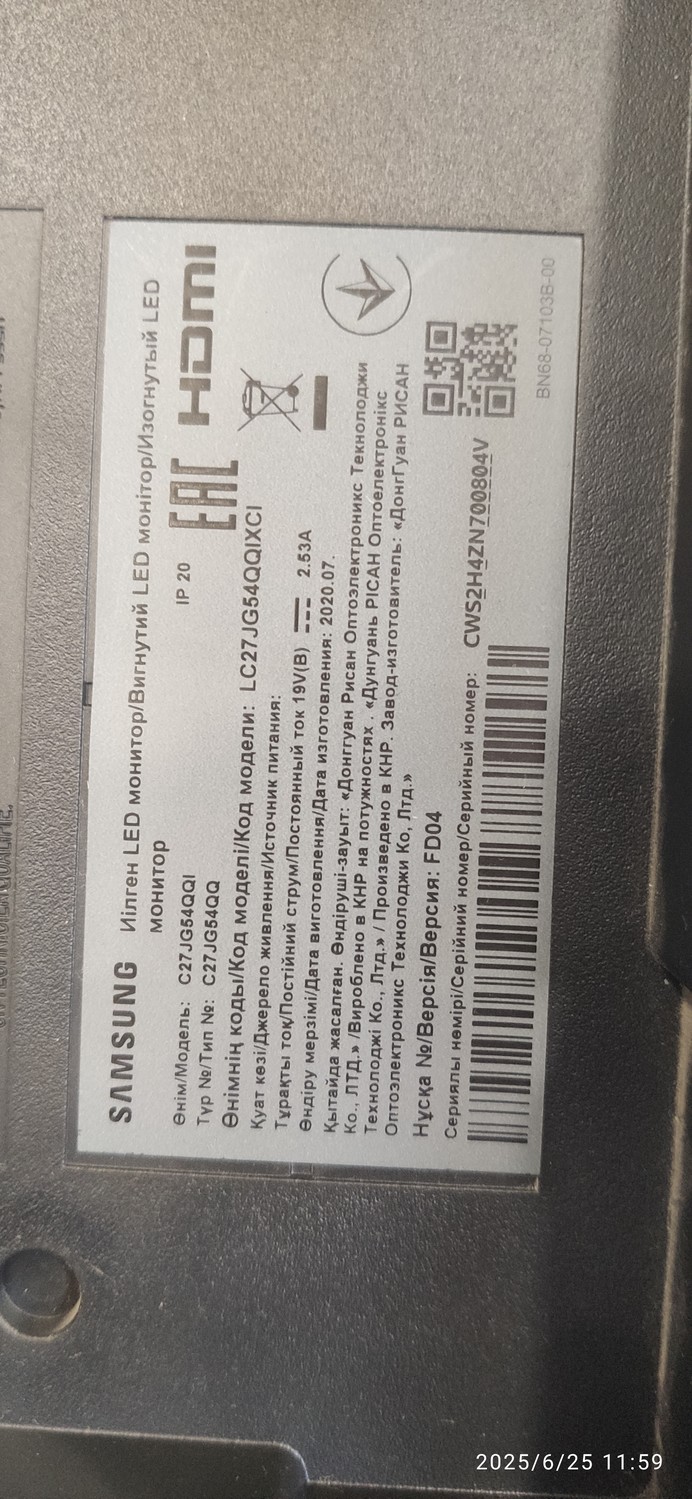 SAMSUNG Иілген LED монитор/Вигнутий LED монітор/Изогнутый LED
монитор
Өнім/Модель: C27JG54QQI
Түр №/Тип №: C27JG54QQ
IP 20
EAC
HDMI
Өнімнің коды/Код моделі/Код модели: LC27JG54QQIXCI
Қуат көзі/Джерело живлення/Источник питания:
Тұрақты ток/Постійний струм/Постоянный ток 19V(B) 2.53A
Өндіру мерзімі/Дата виготовлення/Дата изготовления: 2020.07.
Қытайда жасалған. Өндіруші-зауыт: «Донггуан Рисан Оптоэлектроникс Текнолоджи
Ко., ЛТД.» /Вироблено в КНР на потужностях . «Дунгуань РІСАН Оптоелектронікс
Технолоджі Ко., Лтд.» / Произведено в КНР. Завод-изготовитель: «ДонгГуан РИСАН
Оптоэлектроникс Технолоджи Ко, Лтд.»
Нұсқа №/Версія/Версия: FD04
Сериялы нөмірі/Серійний номер/Серийный номер: CWS2H4ZN700804V
BN68-07103B-00
2025/6/25 11:59